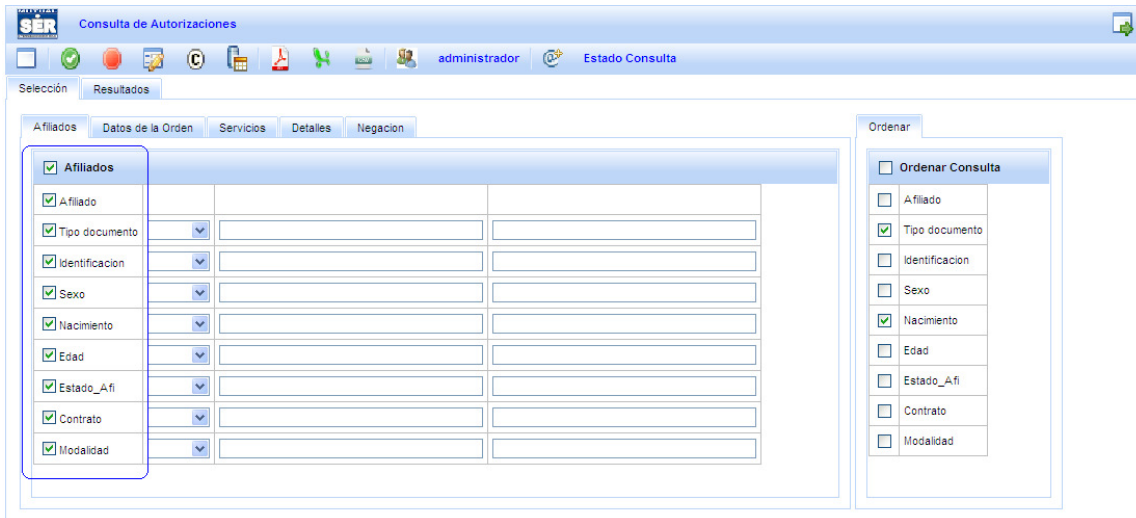 MUTUAL
SER
Consulta de Autorizaciones
administrador
Estado Consulta
Selección
Resultados
Afiliados
Datos de la Orden
Servicios
Detalles
Negacion
Afiliados
Afiliado
Tipo documento
Identificacion
Sexo
Nacimiento
Edad
Estado_Afi
Contrato
Modalidad
Ordenar
Ordenar Consulta
Afiliado
Tipo documento
Identificacion
Sexo
Nacimiento
Edad
Estado_Afi
Contrato
Modalidad